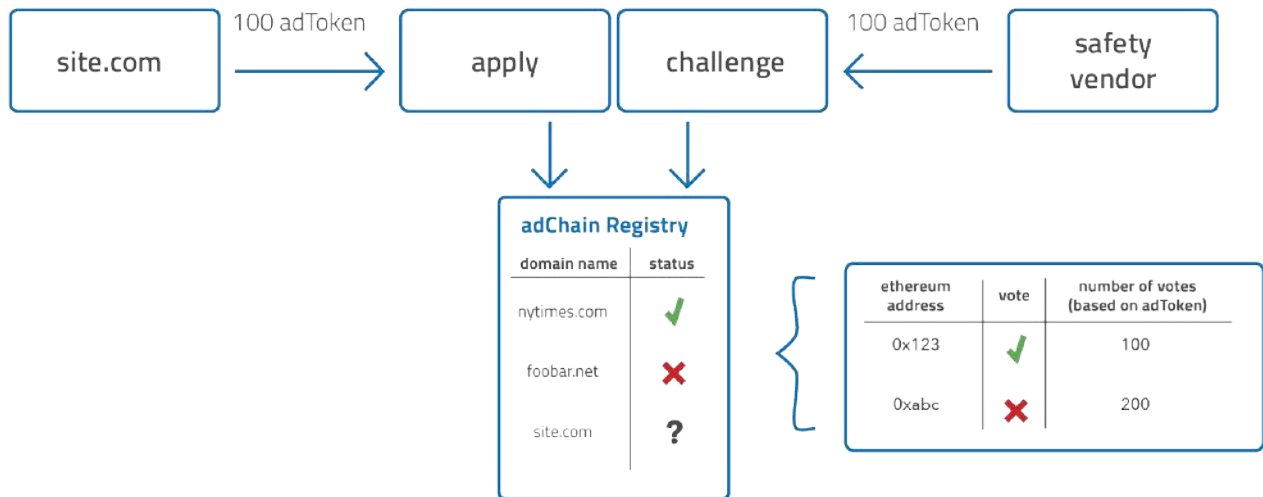 100 adToken
100 adToken
site.com
apply
challenge
safety
vendor
adChain Registry
domain name status
nytimes.com
foobar.net
site.com ?
ethereum
address
vote
number of votes
(based on adToken)
0x123 100
0xabc 200